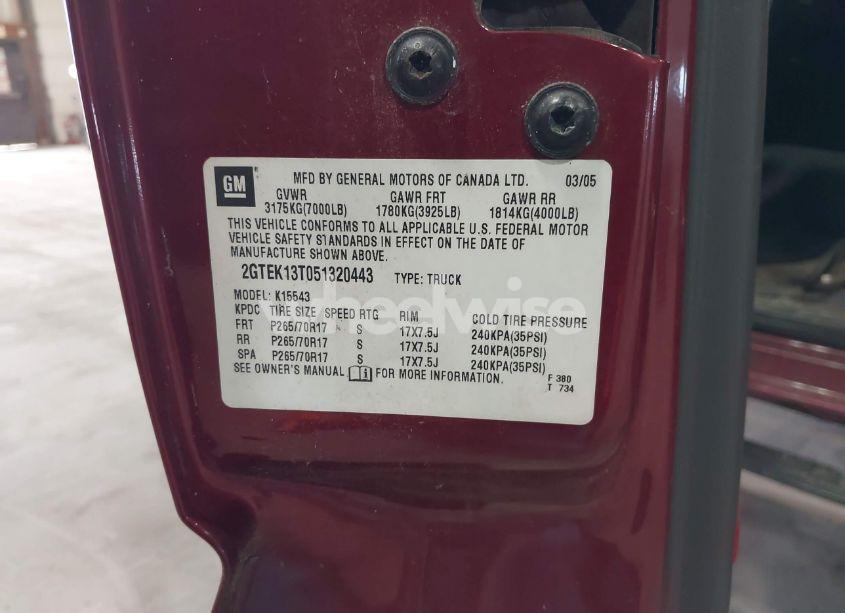 GM
MFD BY GENERAL MOTORS OF CANADA LTD. 03/05
GVWR GAWR FRT GAWR RR
3175KG(7000LB) 1780KG(3925LB) 1814KG(4000LB)
THIS VEHICLE CONFORMS TO ALL APPLICABLE U.S. FEDERAL MOTOR
VEHICLE SAFETY STANDARDS IN EFFECT ON THE DATE OF
MANUFACTURE SHOWN ABOVE.
2GTEK13T051320443 TYPE: TRUCK
MODEL: K15543
KPDC TIRE SIZE SPEED RTG RIM COLD TIRE PRESSURE
FRT P265/70R17 S 17X7.5J 240KPA(35PSI)
RR P265/70R17 S 17X7.5J 240KPA(35PSI)
SPA P265/70R17 S 17X7.5J 240KPA(35PSI)
SEE OWNER'S MANUAL FOR MORE INFORMATION.
F 380
T 734
wheelwise